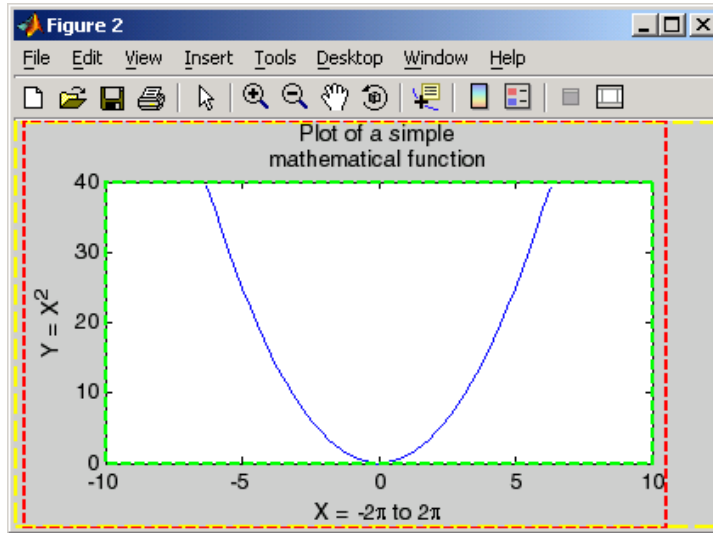 Figure 2
File Edit View Insert Tools Desktop Window Help
Plot of a simple
mathematical function
40
30
20
10
0
Y = X²
-10 -5 0 5 10
X = -2π to 2π